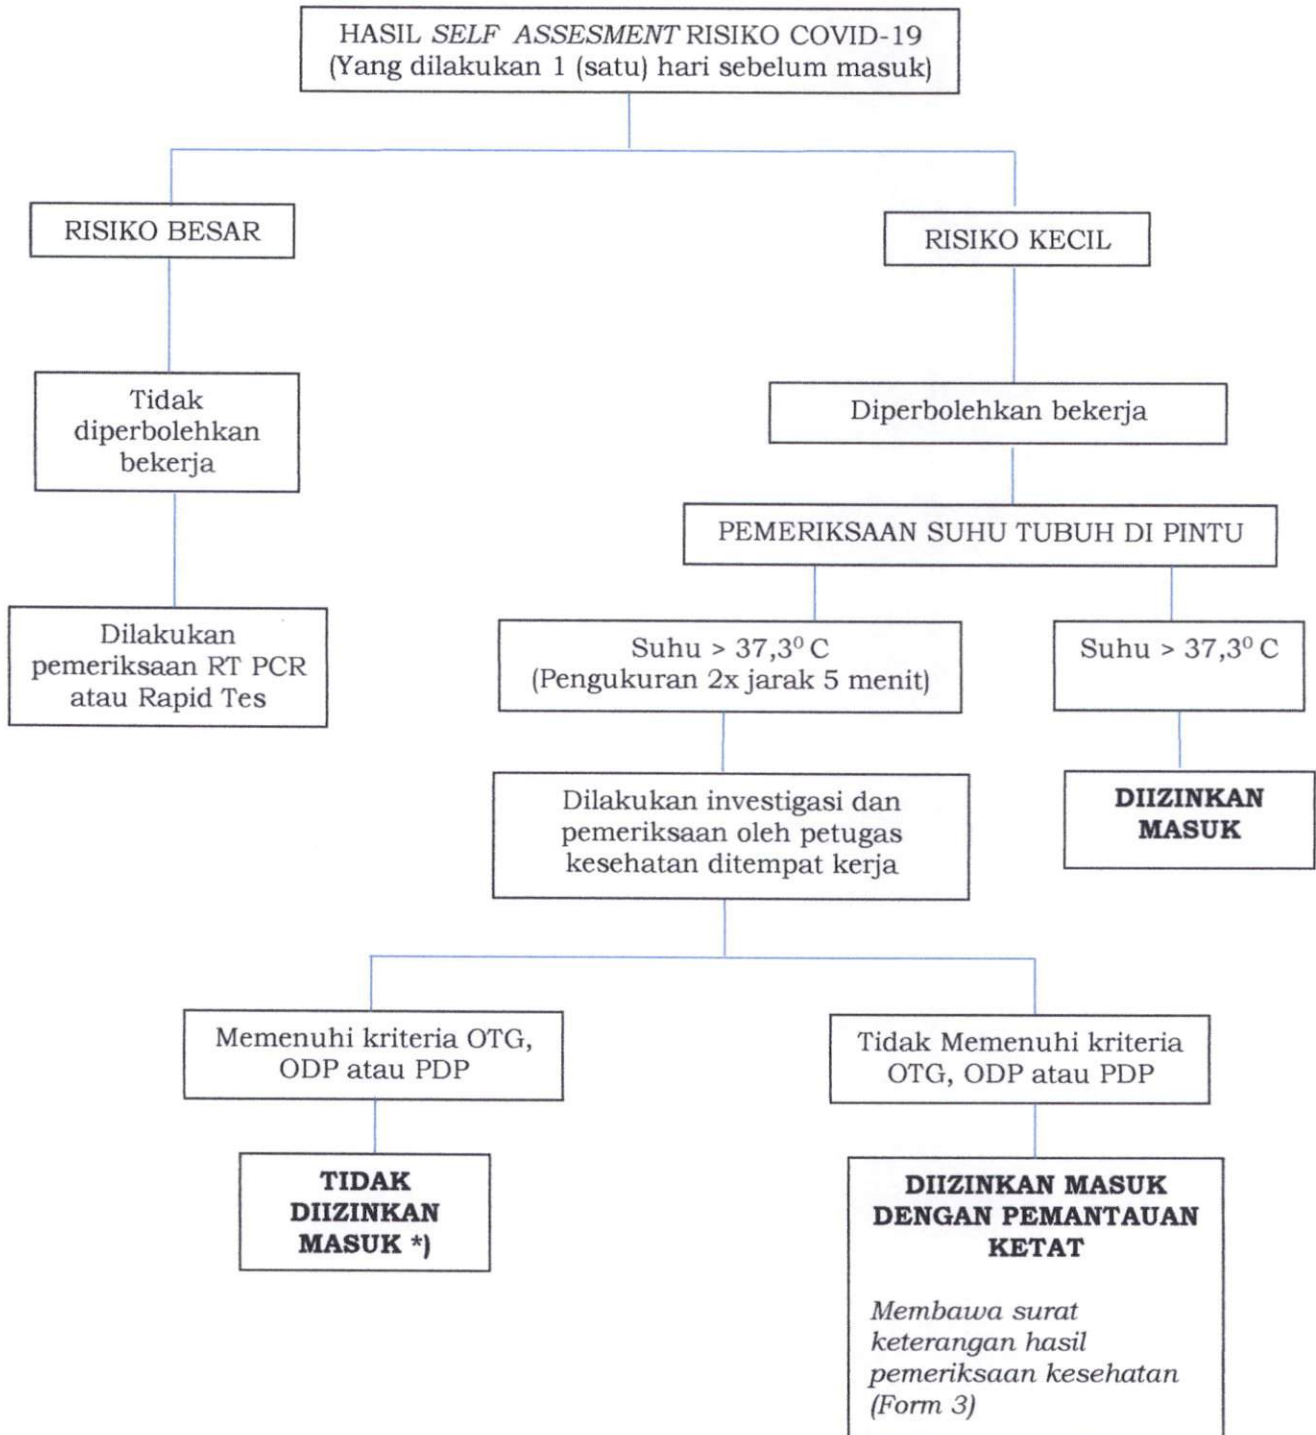 HASIL SELF ASSESMENT RISIKO COVID-19
(Yang dilakukan 1 (satu) hari sebelum masuk)
RISIKO BESAR
RISIKO KECIL
Tidak
diperbolehkan
bekerja
Diperbolehkan bekerja
PEMERIKSAAN SUHU TUBUH DI PINTU
Dilakukan
pemeriksaan RT PCR
atau Rapid Tes
Suhu > 37,3⁰ C
(Pengukuran 2x jarak 5 menit)
Suhu > 37,3⁰ C
Dilakukan investigasi dan
pemeriksaan oleh petugas
kesehatan ditempat kerja
DIIZINKAN
MASUK
Memenuhi kriteria OTG,
ODP atau PDP
Tidak Memenuhi kriteria
OTG, ODP atau PDP
TIDAK
DIIZINKAN
MASUK *)
DIIZINKAN MASUK
DENGAN PEMANTAUAN
KETAT
Membawa surat
keterangan hasil
pemeriksaan kesehatan
(Form 3)